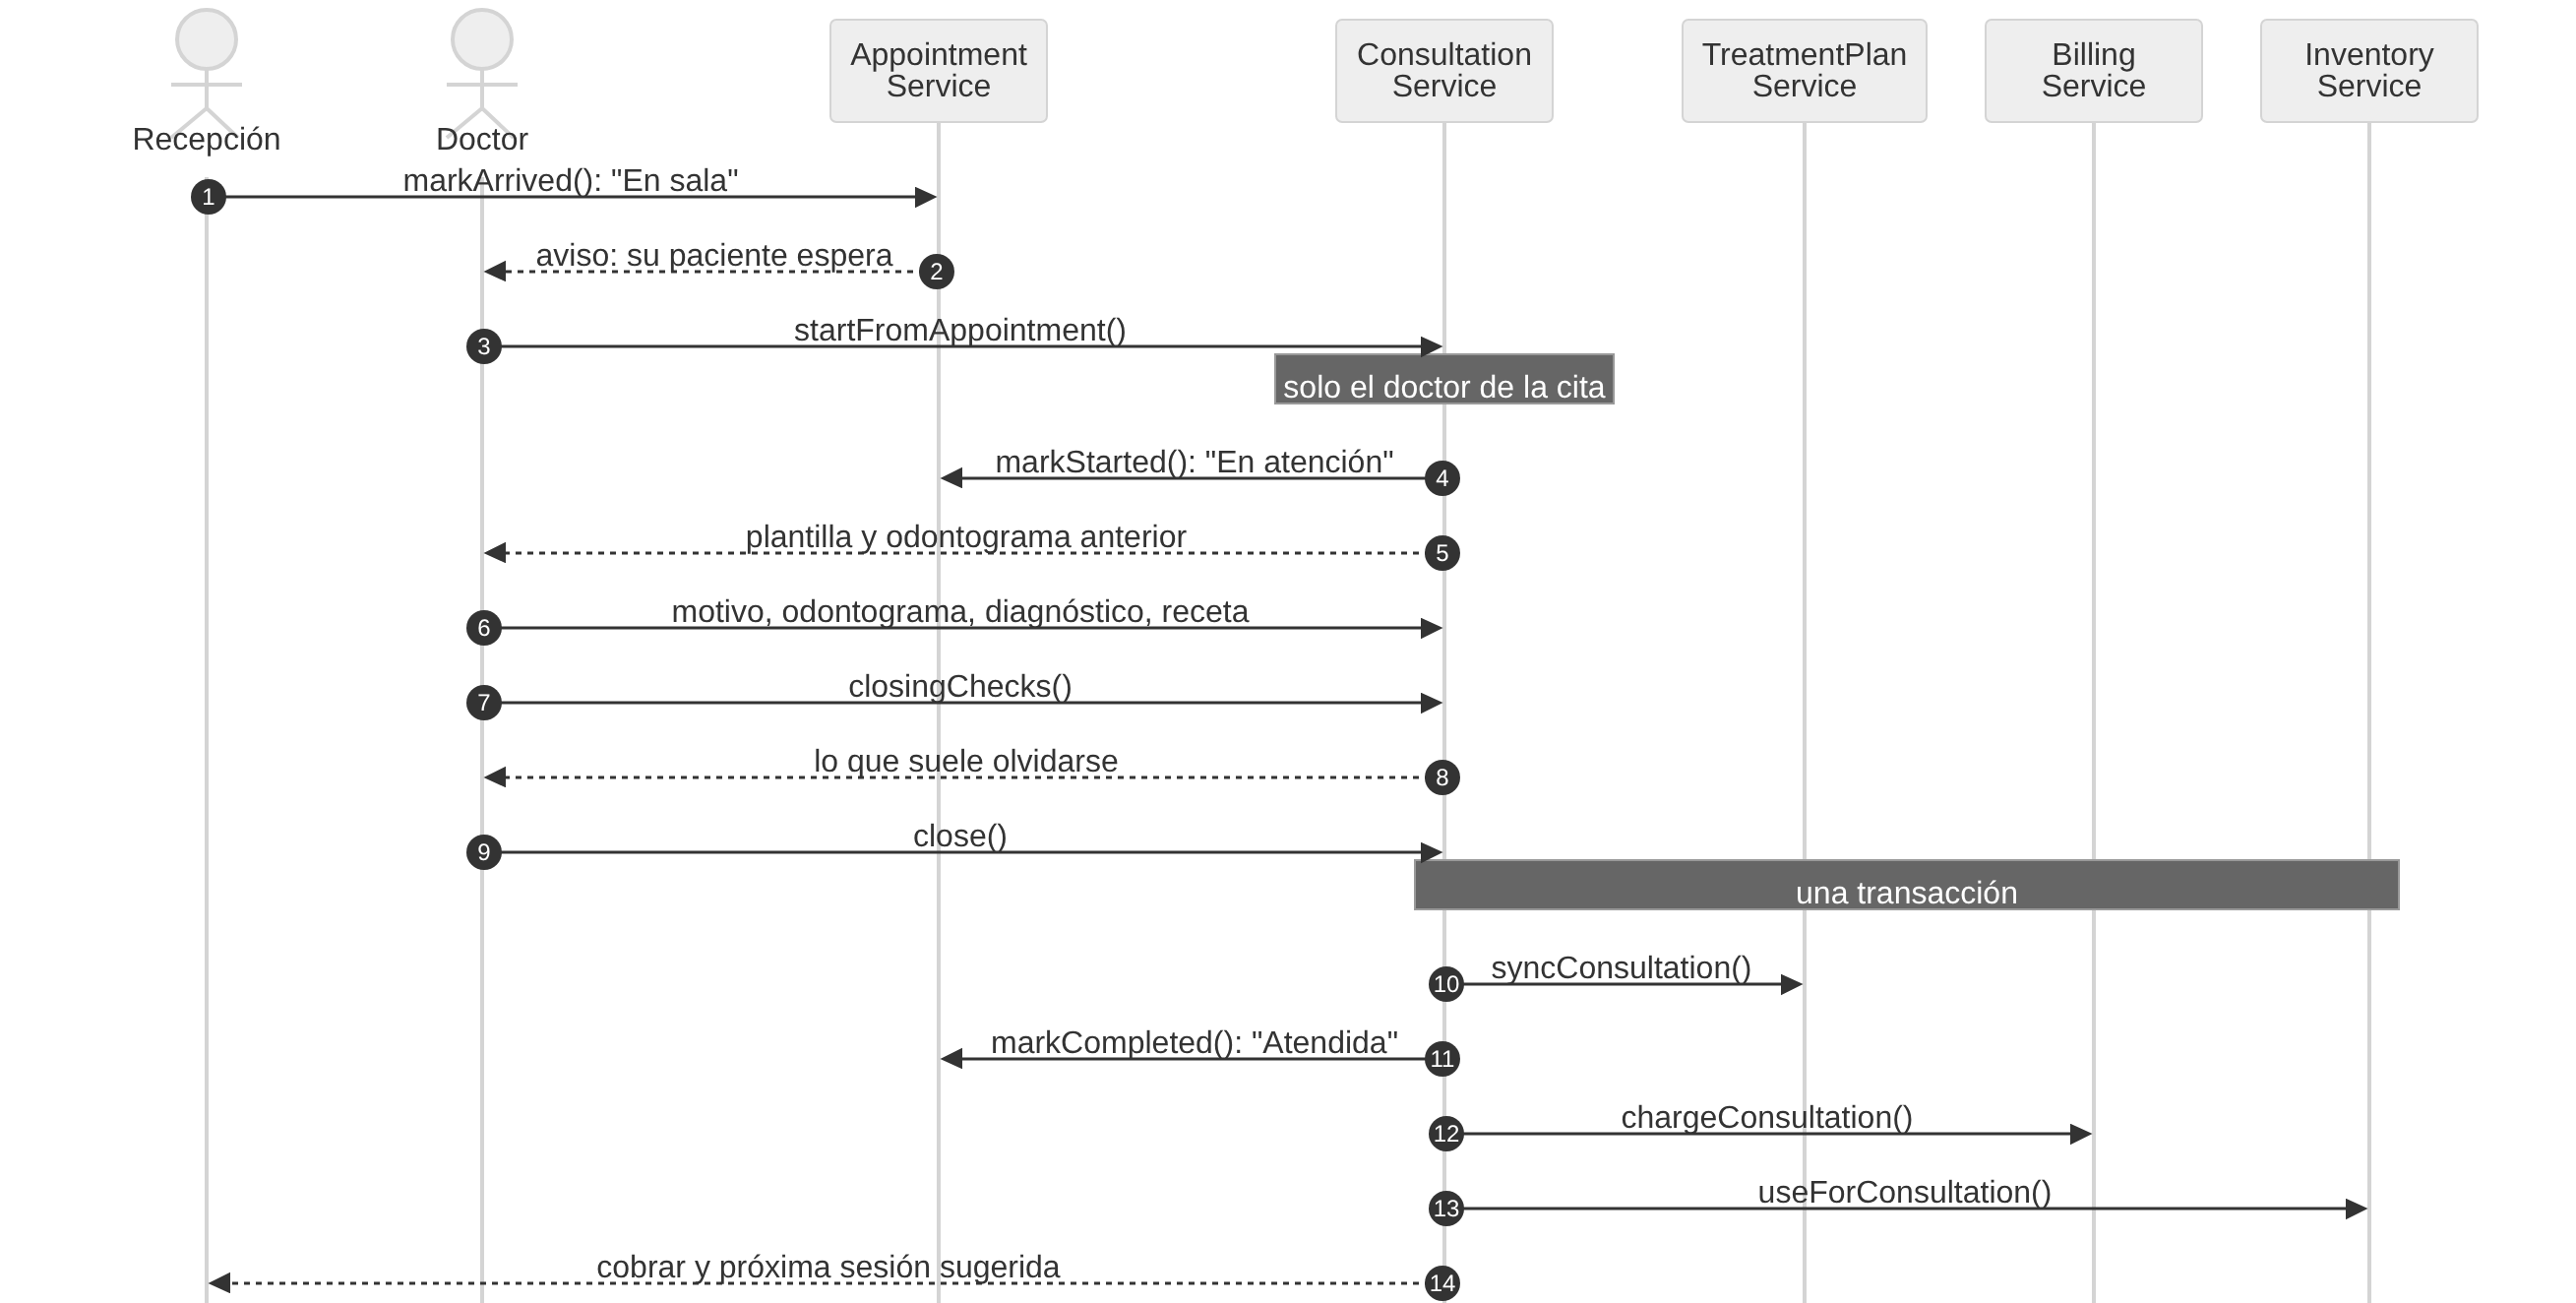 Recepción
Doctor
Appointment
Service
Consultation
Service
TreatmentPlan
Service
Billing
Service
Inventory
Service
1
markArrived(): "En sala"
aviso: su paciente espera
2
3
startFromAppointment()
solo el doctor de la cita
markStarted(): "En atención"
4
plantilla y odontograma anterior
5
6
motivo, odontograma, diagnóstico, receta
7
closingChecks()
lo que suele olvidarse
8
9
close()
una transacción
10
syncConsultation()
markCompleted(): "Atendida"
11
12
chargeConsultation()
13
useForConsultation()
cobrar y próxima sesión sugerida
14